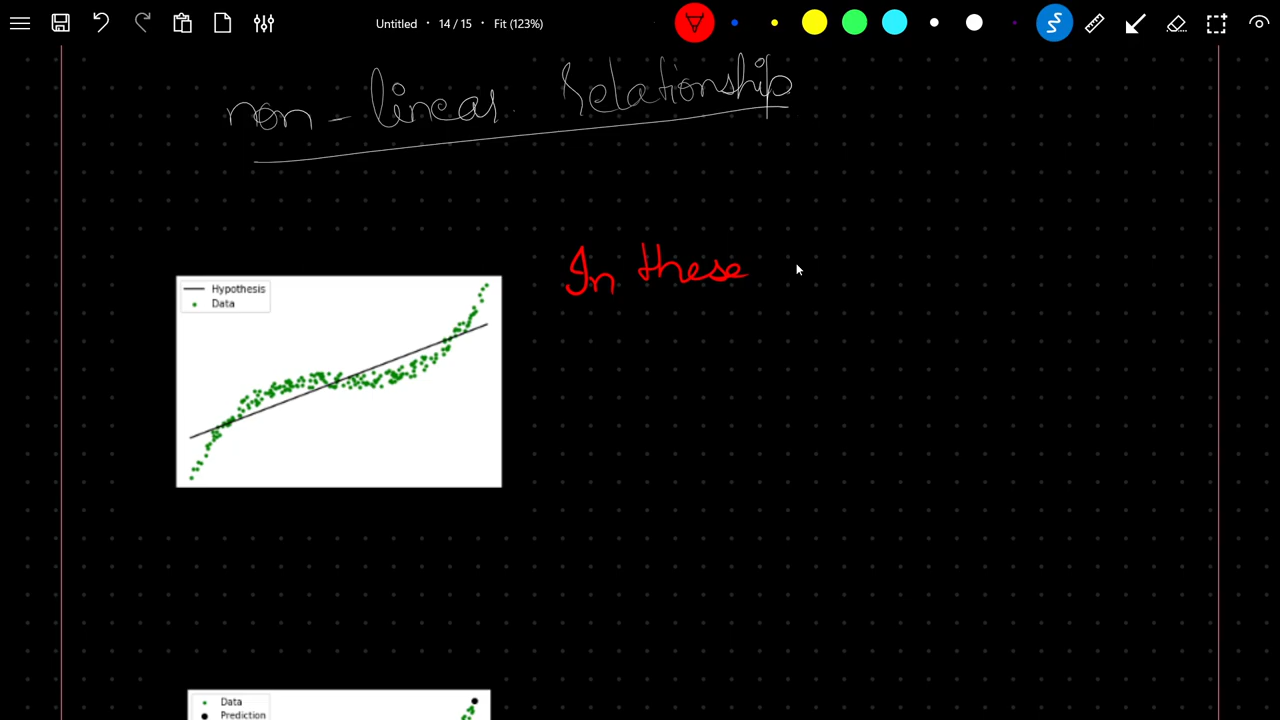 Untitled • 14 / 15 • Fit (123%)
non - linear Relationship
In these
Hypothesis
Data
Data
Prediction